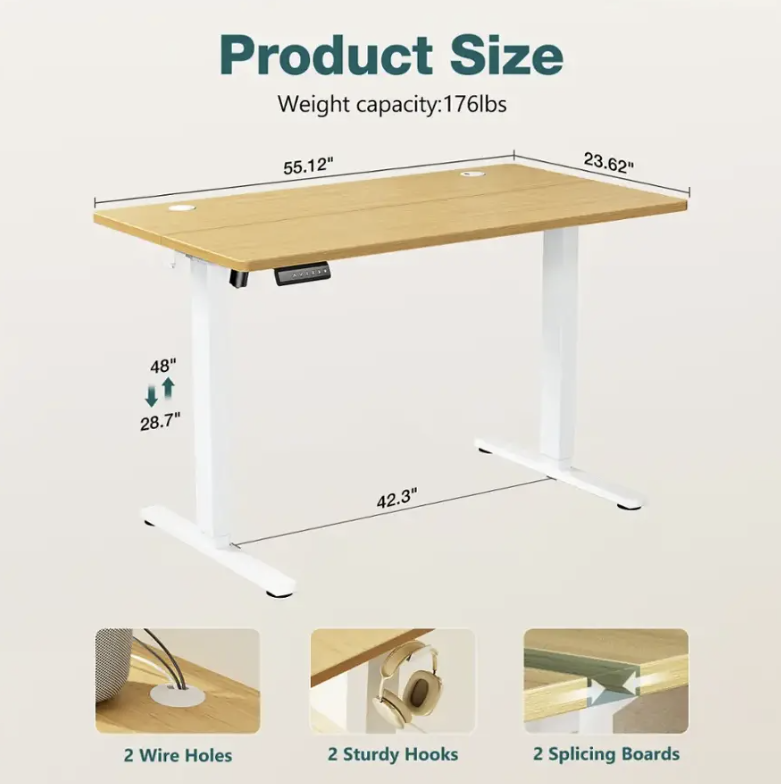 Product Size
Weight capacity:176lbs
55.12"
23.62"
48"
28.7"
42.3"
2 Wire Holes
2 Sturdy Hooks
2 Splicing Boards